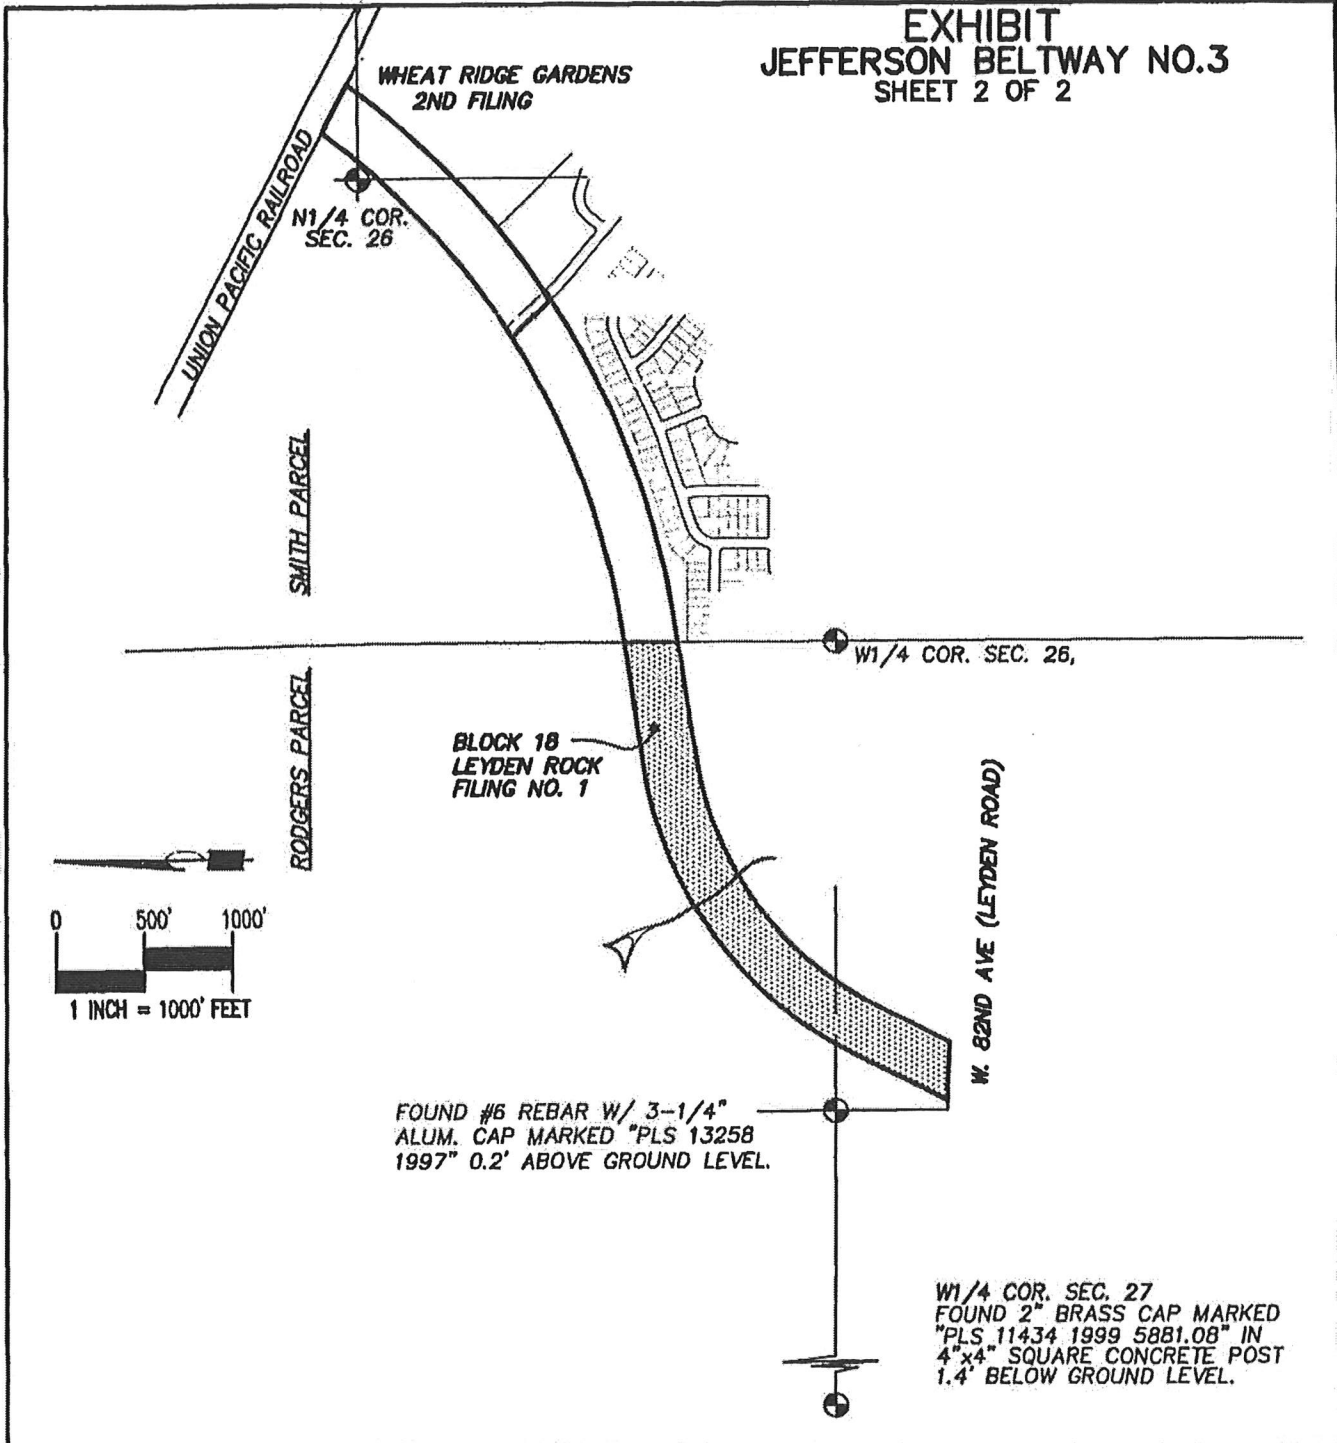 EXHIBIT
JEFFERSON BELTWAY NO.3
SHEET 2 OF 2
WHEAT RIDGE GARDENS
2ND FILING
UNION PACIFIC RAILROAD
N1/4 COR.
SEC. 26
SMITH PARCEL
W1/4 COR. SEC. 26,
RODGERS PARCEL
BLOCK 18
LEYDEN ROCK
FILING NO. 1
W. 82ND AVE (LEYDEN ROAD)
0 500' 1000'
1 INCH = 1000' FEET
FOUND #6 REBAR W/ 3-1/4"
ALUM. CAP MARKED "PLS 13258
1997" 0.2' ABOVE GROUND LEVEL.
W1/4 COR. SEC. 27
FOUND 2" BRASS CAP MARKED
"PLS 11434 1999 5881.08" IN
4"x4" SQUARE CONCRETE POST
1.4' BELOW GROUND LEVEL.